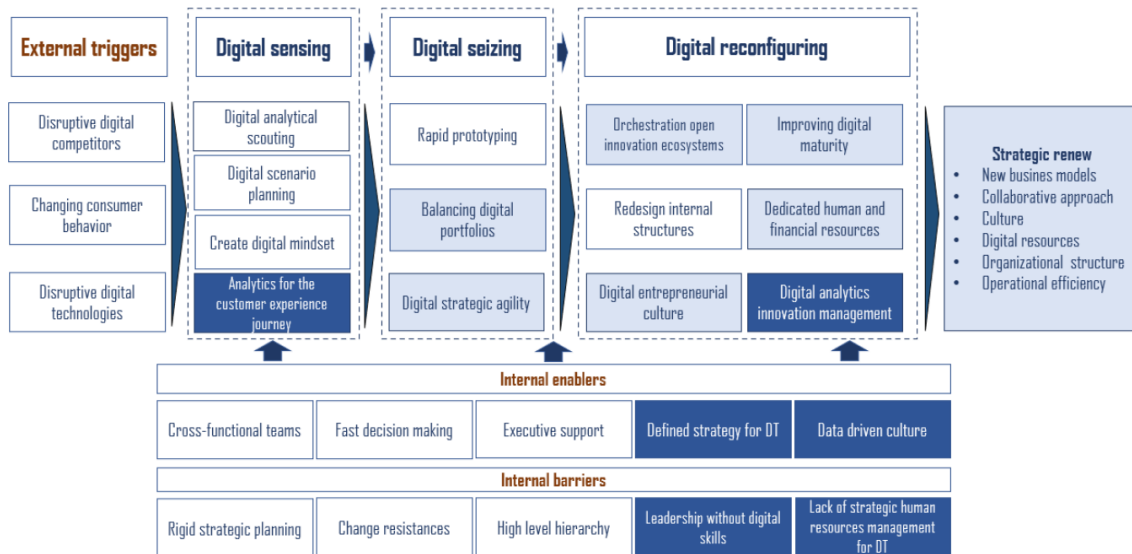 External triggers
Digital sensing
Digital seizing
Digital reconfiguring
Disruptive digital
competitors
Changing consumer
behavior
Disruptive digital
technologies
Digital analytical
scouting
Digital scenario
planning
Create digital mindset
Analytics for the
customer experience
journey
Rapid prototyping
Balancing digital
portfolios
Digital strategic agility
Orchestration open
innovation ecosystems
Improving digital
maturity
Redesign internal
structures
Dedicated human and
financial resources
Digital entrepreneurial
culture
Digital analytics
innovation management
Strategic renew
• New busines models
• Collaborative approach
• Culture
• Digital resources
• Organizational structure
• Operational efficiency
Internal enablers
Cross-functional teams
Fast decision making
Executive support
Defined strategy for DT
Data driven culture
Internal barriers
Rigid strategic planning
Change resistances
High level hierarchy
Leadership without digital
skills
Lack of strategic human
resources management
for DT